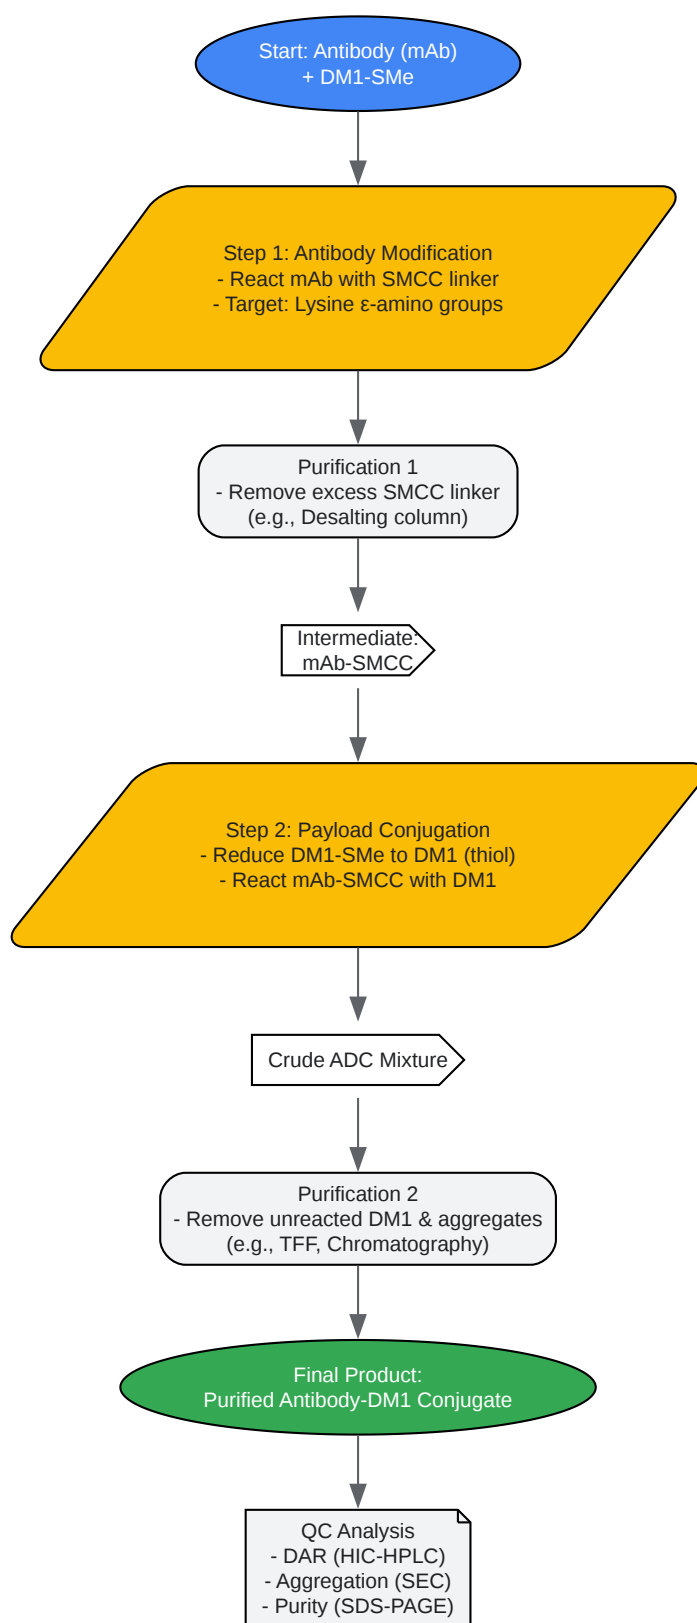 Start: Antibody (mAb)
+ DM1-SMe
Step 1: Antibody Modification
- React mAb with SMCC linker
- Target: Lysine ε-amino groups
Purification 1
- Remove excess SMCC linker
(e.g., Desalting column)
Intermediate:
mAb-SMCC
Step 2: Payload Conjugation
- Reduce DM1-SMe to DM1 (thiol)
- React mAb-SMCC with DM1
Crude ADC Mixture
Purification 2
- Remove unreacted DM1 & aggregates
(e.g., TFF, Chromatography)
Final Product:
Purified Antibody-DM1 Conjugate
QC Analysis
- DAR (HIC-HPLC)
- Aggregation (SEC)
- Purity (SDS-PAGE)